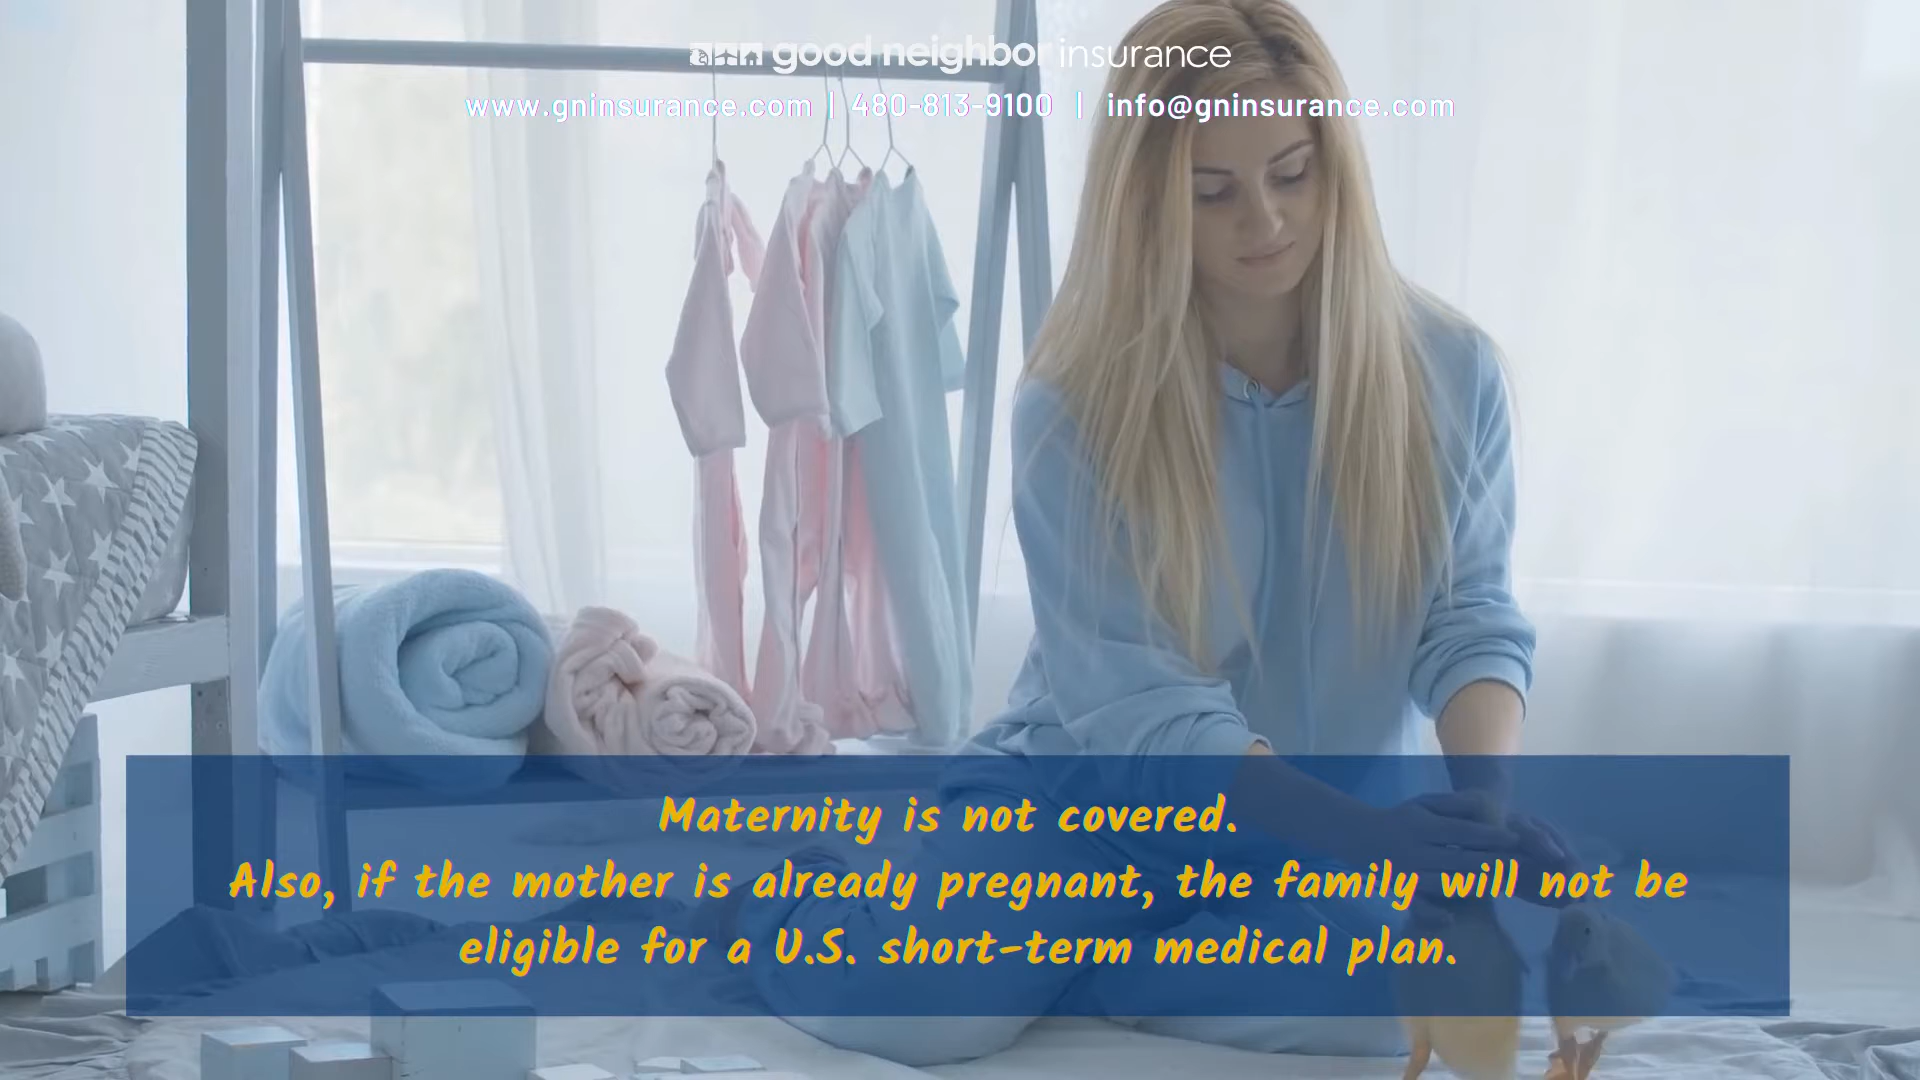 good neighbor insurance
www.gninsurance.com | 480-813-9100 | info@gninsurance.com
Maternity is not covered.
Also, if the mother is already pregnant, the family will not be
eligible for a U.S. short-term medical plan.